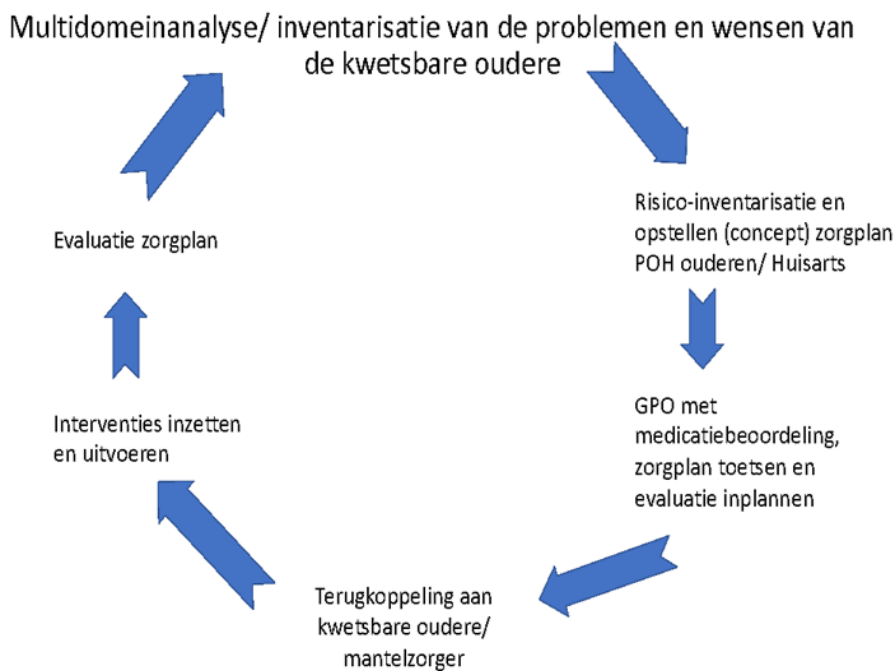 Multidomeinanalyse/ inventarisatie van de problemen en wensen van
de kwetsbare oudere
Risico-inventarisatie en
opstellen (concept) zorgplan
POH ouderen/ Huisarts
GPO met
medicatiebeoordeling,
zorgplan toetsen en
evaluatie inplannen
Terugkoppeling aan
kwetsbare oudere/
mantelzorger
Interventies inzetten
en uitvoeren
Evaluatie zorgplan